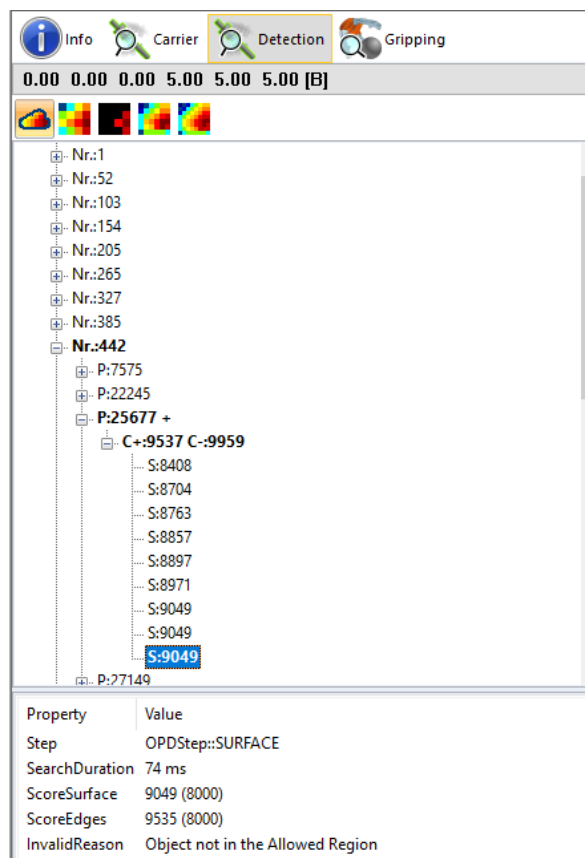 Info Carrier Detection Gripping
0.00 0.00 0.00 5.00 5.00 5.00 [B]
Nr.:1
Nr.:52
Nr.:103
Nr.:154
Nr.:205
Nr.:265
Nr.:327
Nr.:385
Nr.:442
P:7575
P:22245
P:25677 +
C+:9537 C-:9959
S:8408
S:8704
S:8763
S:8857
S:8897
S:8971
S:9049
S:9049
S:9049
P:27149
Property Value
Step OPDStep::SURFACE
SearchDuration 74 ms
ScoreSurface 9049 (8000)
ScoreEdges 9535 (8000)
InvalidReason Object not in the Allowed Region